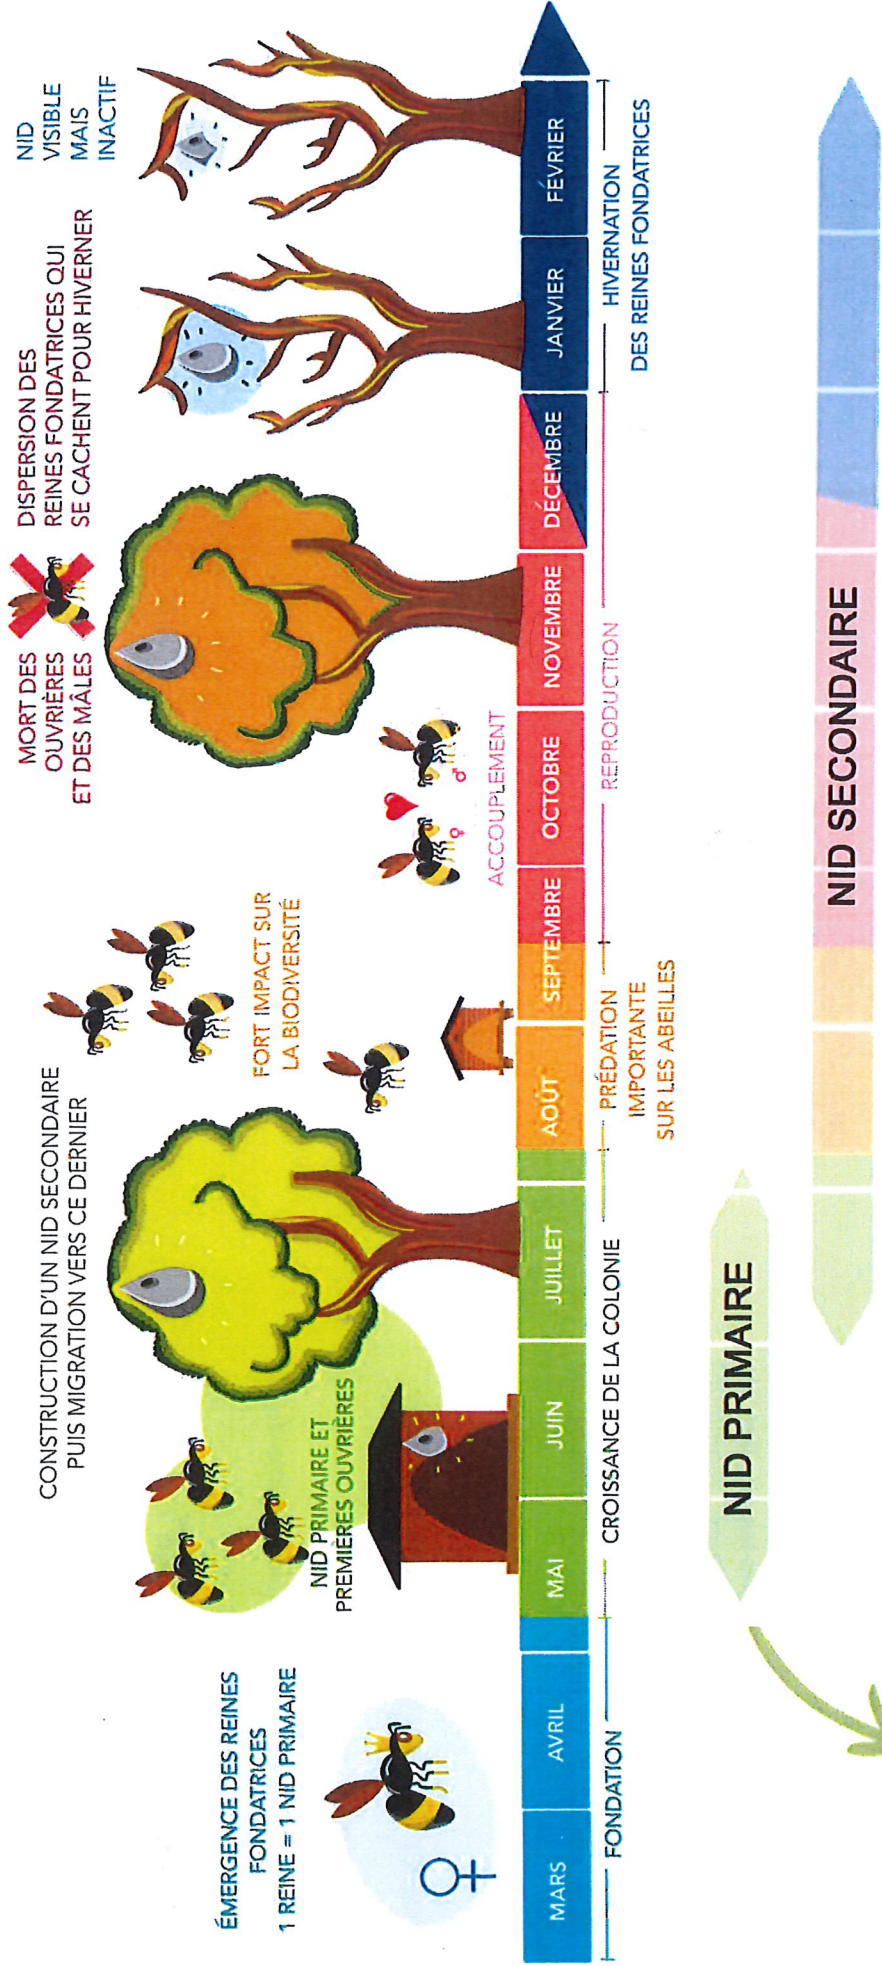 ÉMERGENCE DES REINES
FONDATRICES
1 REINE = 1 NID PRIMAIRE
NID PRIMAIRE ET
PREMIÈRES OUVRIÈRES
CONSTRUCTION D'UN NID SECONDAIRE
PUIS MIGRATION VERS CE DERNIER
FORT IMPACT SUR
LA BIODIVERSITÉ
ACCOUPLEMENT
MORT DES
OUVRIÈRES
ET DES MÂLES
DISPERSION DES
REINES FONDATRICES QUI
SE CACHENT POUR HIVERNER
NID
VISIBLE
MAIS
INACTIF
MARS
AVRIL
MAI
JUIN
JUILLET
AOÛT
SEPTEMBRE
OCTOBRE
NOVEMBRE
DÉCEMBRE
JANVIER
FÉVRIER
FONDATION
CROISSANCE DE LA COLONIE
PRÉDATION
IMPORTANTE
SUR LES ABEILLES
REPRODUCTION
HIVERNATION
DES REINES FONDATRICES
NID PRIMAIRE
NID SECONDAIRE